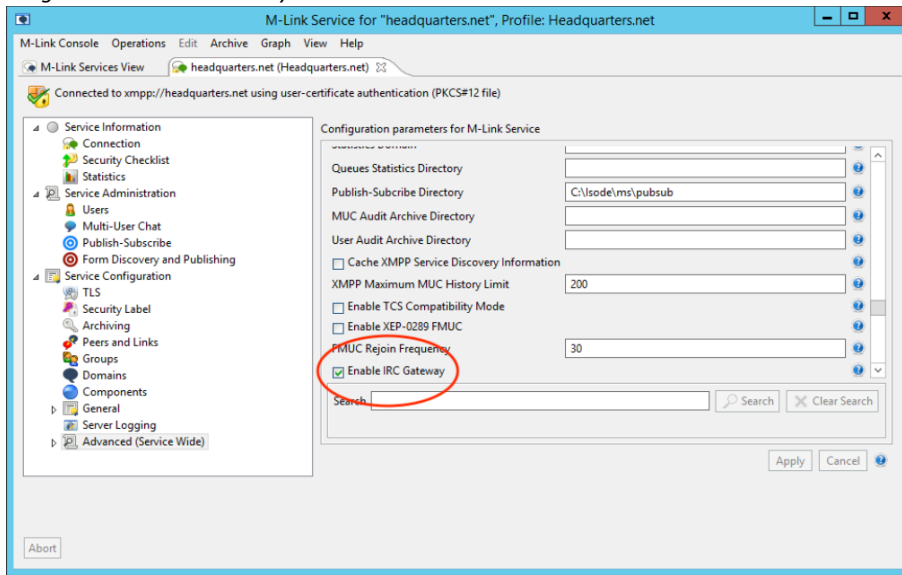 M-Link Service for "headquarters.net", Profile: Headquarters.net
M-Link Console Operations Edit Archive Graph View Help
M-Link Services View headquarters.net (Headquarters.net)
Connected to xmpp://headquarters.net using user-certificate authentication (PKCS#12 file)
Service Information
Connection
Security Checklist
Statistics
Service Administration
Users
Multi-User Chat
Publish-Subscribe
Form Discovery and Publishing
Service Configuration
TLS
Security Label
Archiving
Peers and Links
Groups
Domains
Components
General
Server Logging
Advanced (Service Wide)
Configuration parameters for M-Link Service
Statistics Domain
Queues Statistics Directory
Publish-Subcribe Directory C:\Isode\ms\pubsub
MUC Audit Archive Directory
User Audit Archive Directory
Cache XMPP Service Discovery Information
XMPP Maximum MUC History Limit 200
Enable TCS Compatibility Mode
Enable XEP-0289 FMUC
FMUC Rejoin Frequency 30
Enable IRC Gateway
Search Search Clear Search
Apply Cancel
Abort